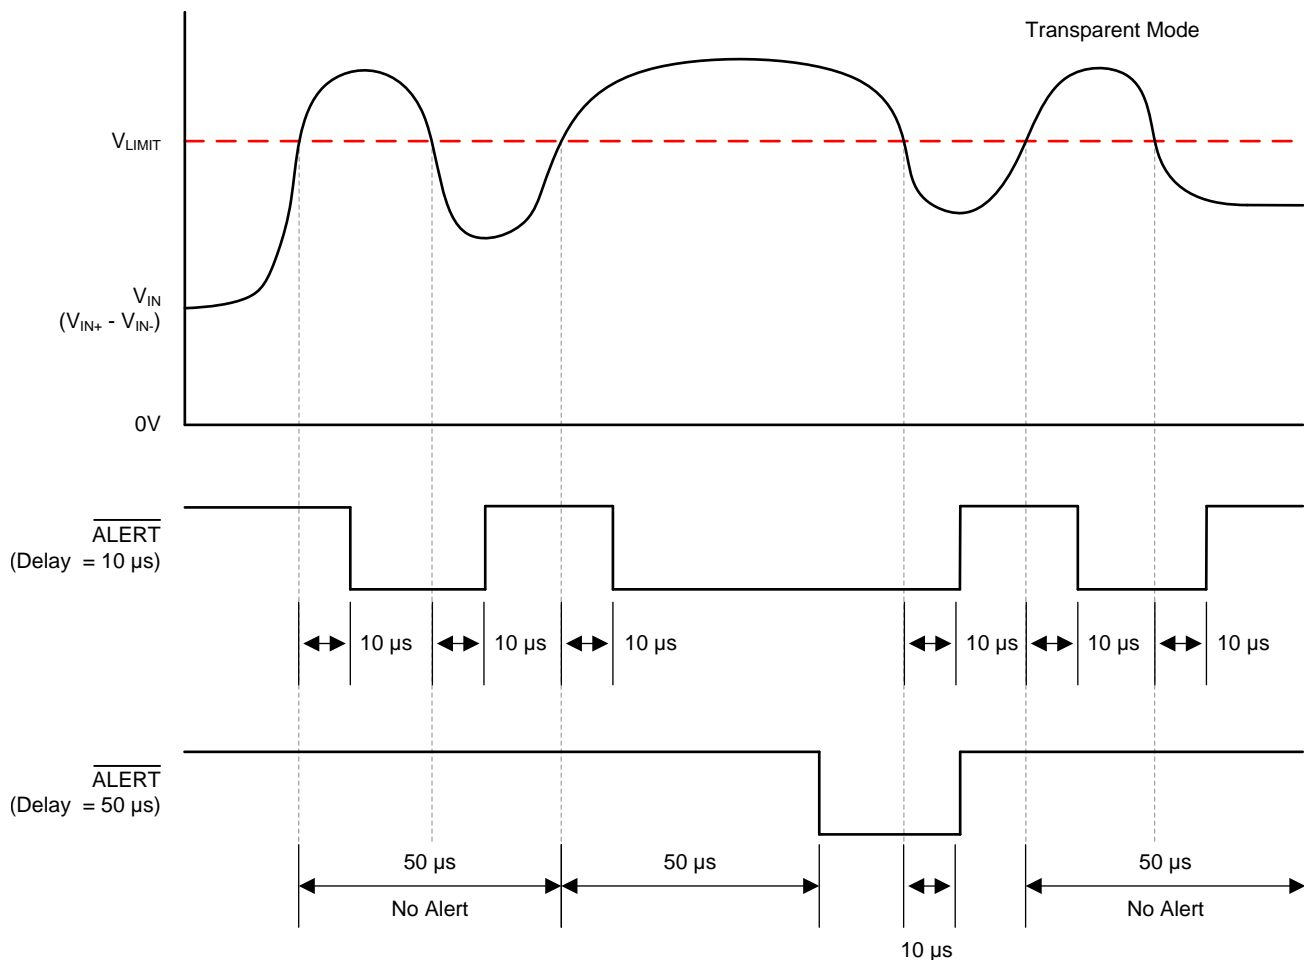 Transparent Mode
VLIMIT
VIN
(VIN+ - VIN-)
0V
ALERT
(Delay = 10 µs)
10 µs
10 µs
10 µs
10 µs
10 µs
10 µs
ALERT
(Delay = 50 µs)
50 µs
50 µs
50 µs
No Alert
No Alert
10 µs